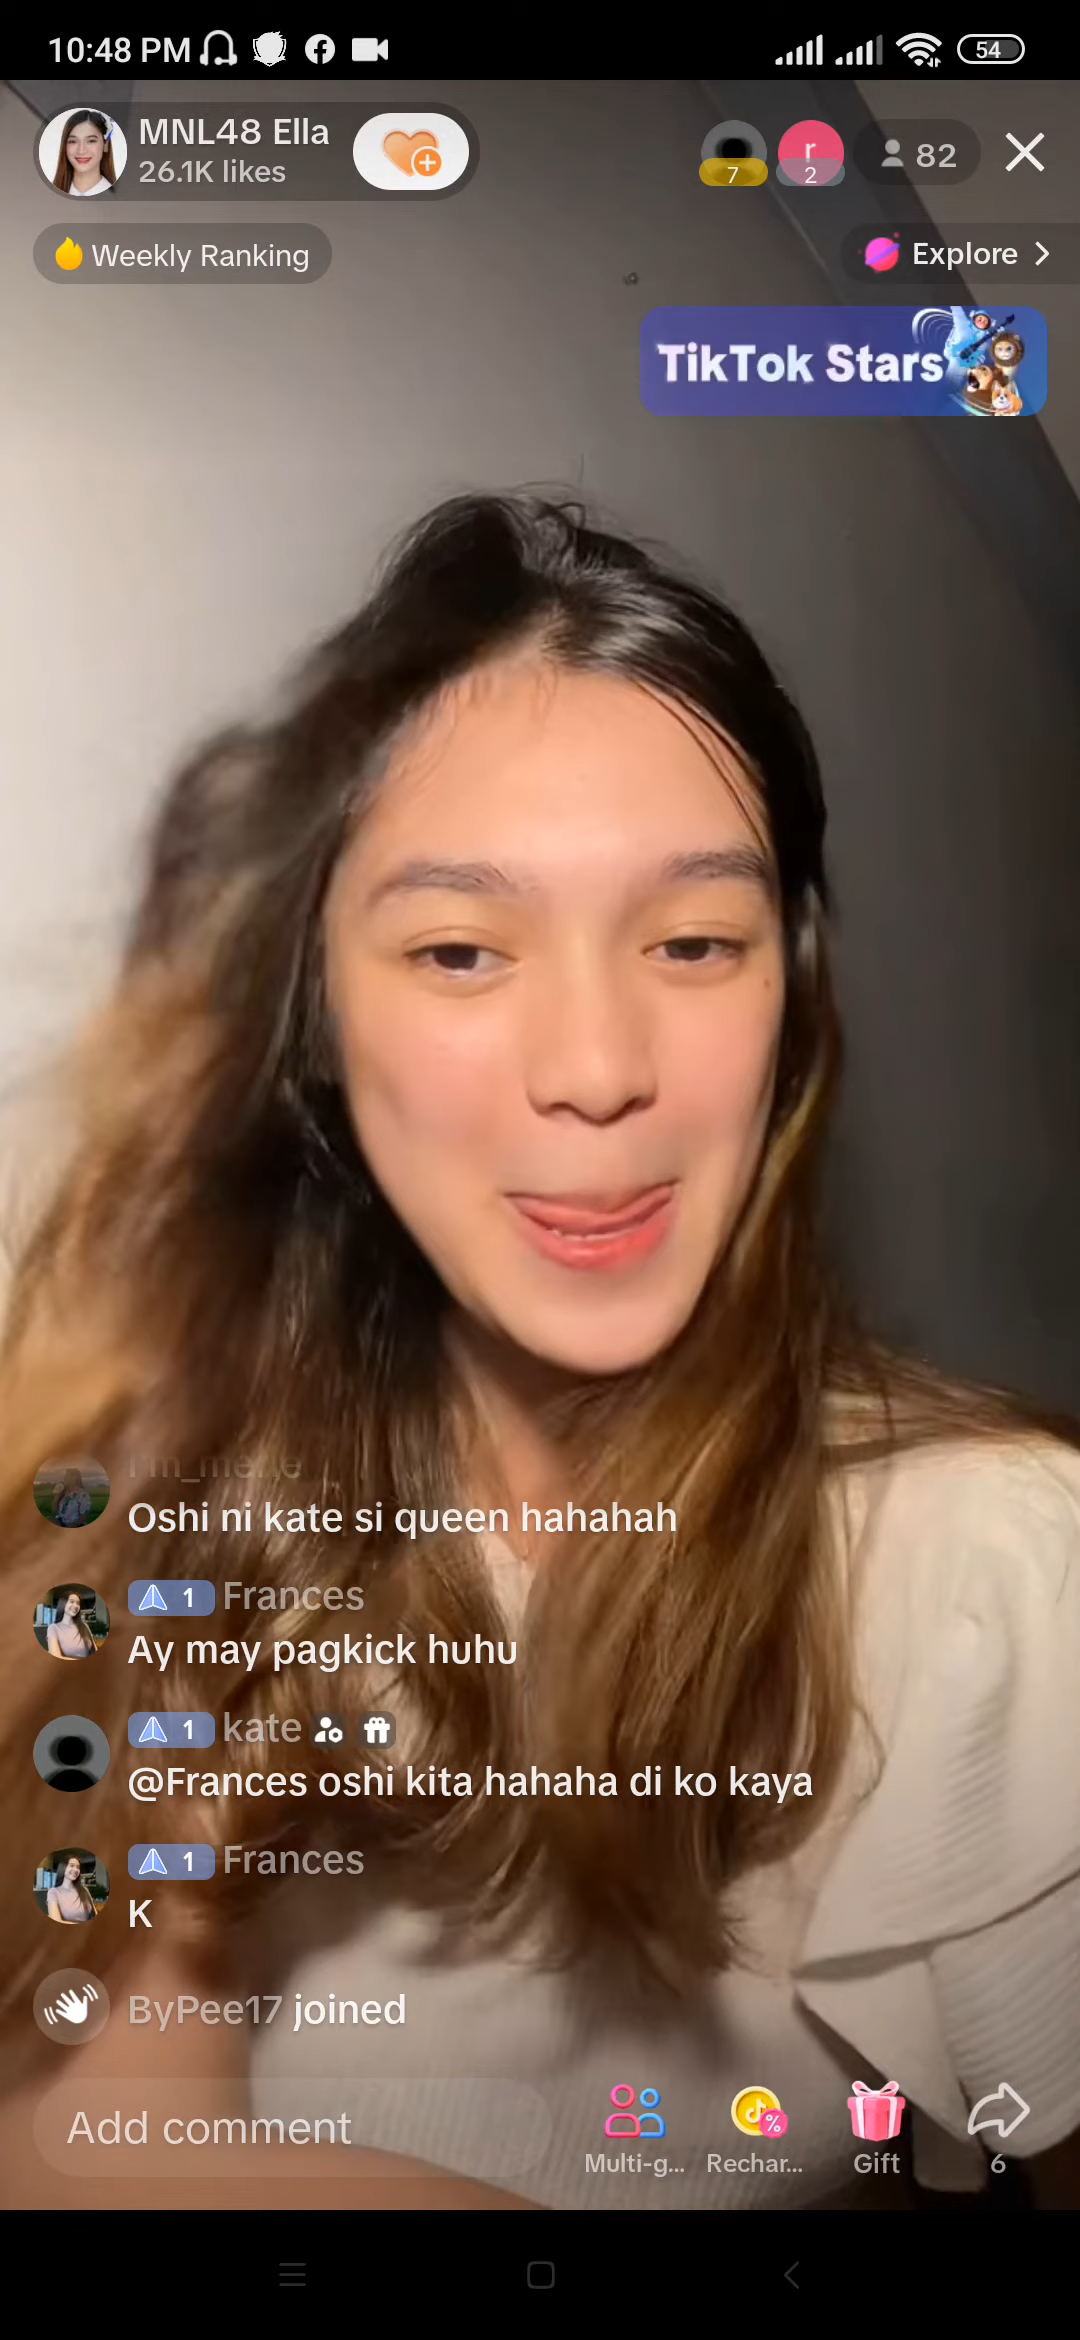 10:48 PM
54
MNL48 Ella
26.1K likes
7
r
2
82
Weekly Ranking
Explore
TikTok Stars
Oshi ni kate si queen hahahah
1 Frances
Ay may pagkick huhu
1 kate
@Frances oshi kita hahaha di ko kaya
1 Frances
K
ByPee17 joined
Add comment
%
Multi-g...
Rechar...
Gift
6